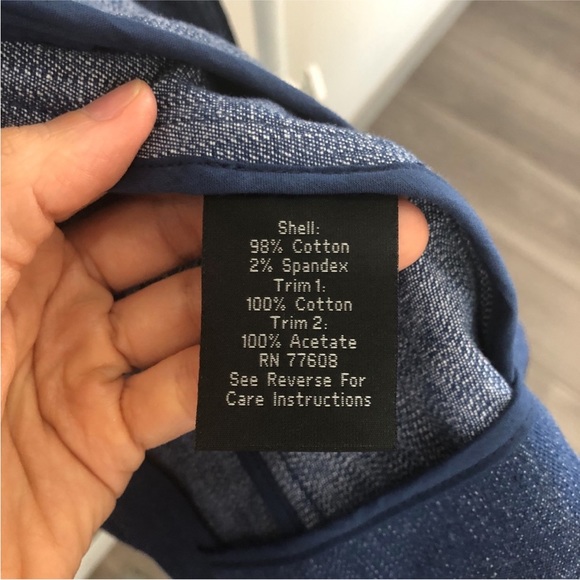 Shell:
98% Cotton
2% Spandex
Trim 1:
100% Cotton
Trim 2:
100% Acetate
RN 77608
See Reverse For
Care Instructions